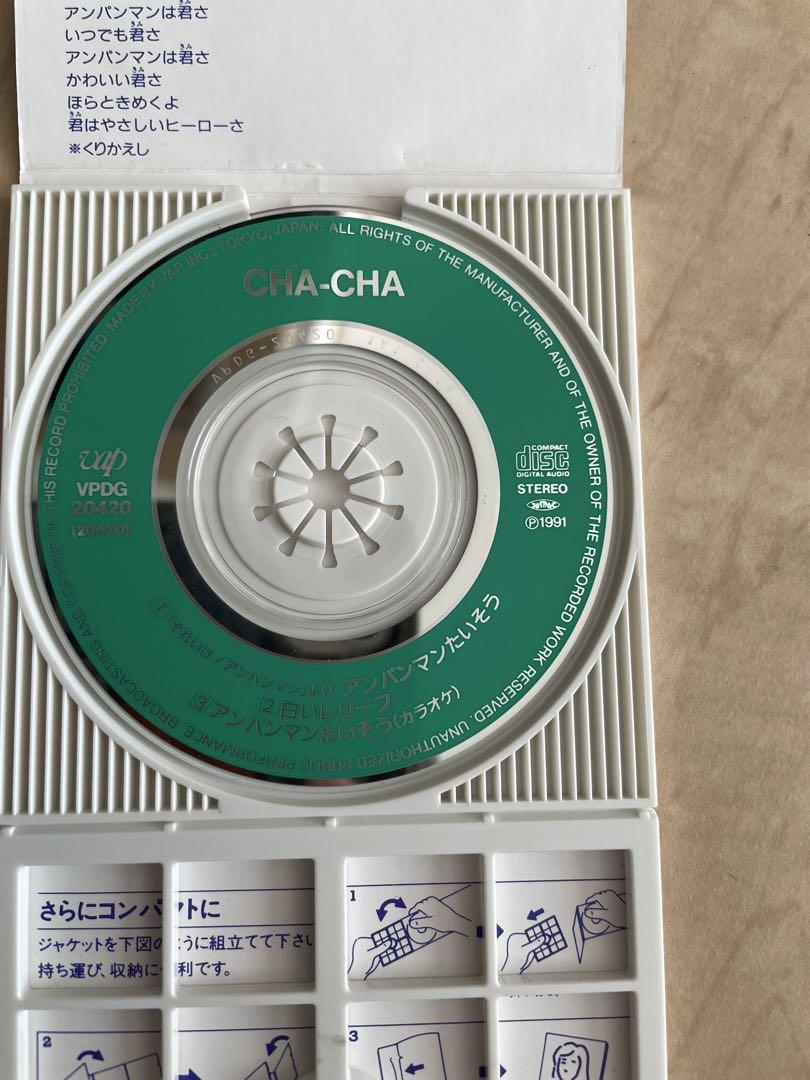 アンパンマンは君さ
いつでも君さ
アンパンマンは君さ
かわいい君さ
ほらときめくよ
君はやさしいヒーローさ
※くりかえし
ALL RIGHTS OF THE MANUFACTURER AND OF THE OWNER OF THE RECORDED WORK RESERVED. UNAUTHORIZED PUBLIC PERFORMANCE. BROADCASTING AND COPYING OF THIS RECORD PROHIBITED. MADE BY VAP INC., TOKYO, JAPAN.
CHA-CHA
VPDG-20420 1A1
vap
VPDG
20420
(20420)
COMPACT
disc
DIGITAL AUDIO
STEREO
Ⓟ1991
1 それいけ!アンパンマンより アンパンマンたいそう
2 白いレリーフ
3 アンパンマンたいそう(カラオケ)
さらにコンパクトに
ジャケットを下図の ように組立てて下さい
持ち運び、収納に 利です。
1
2
3